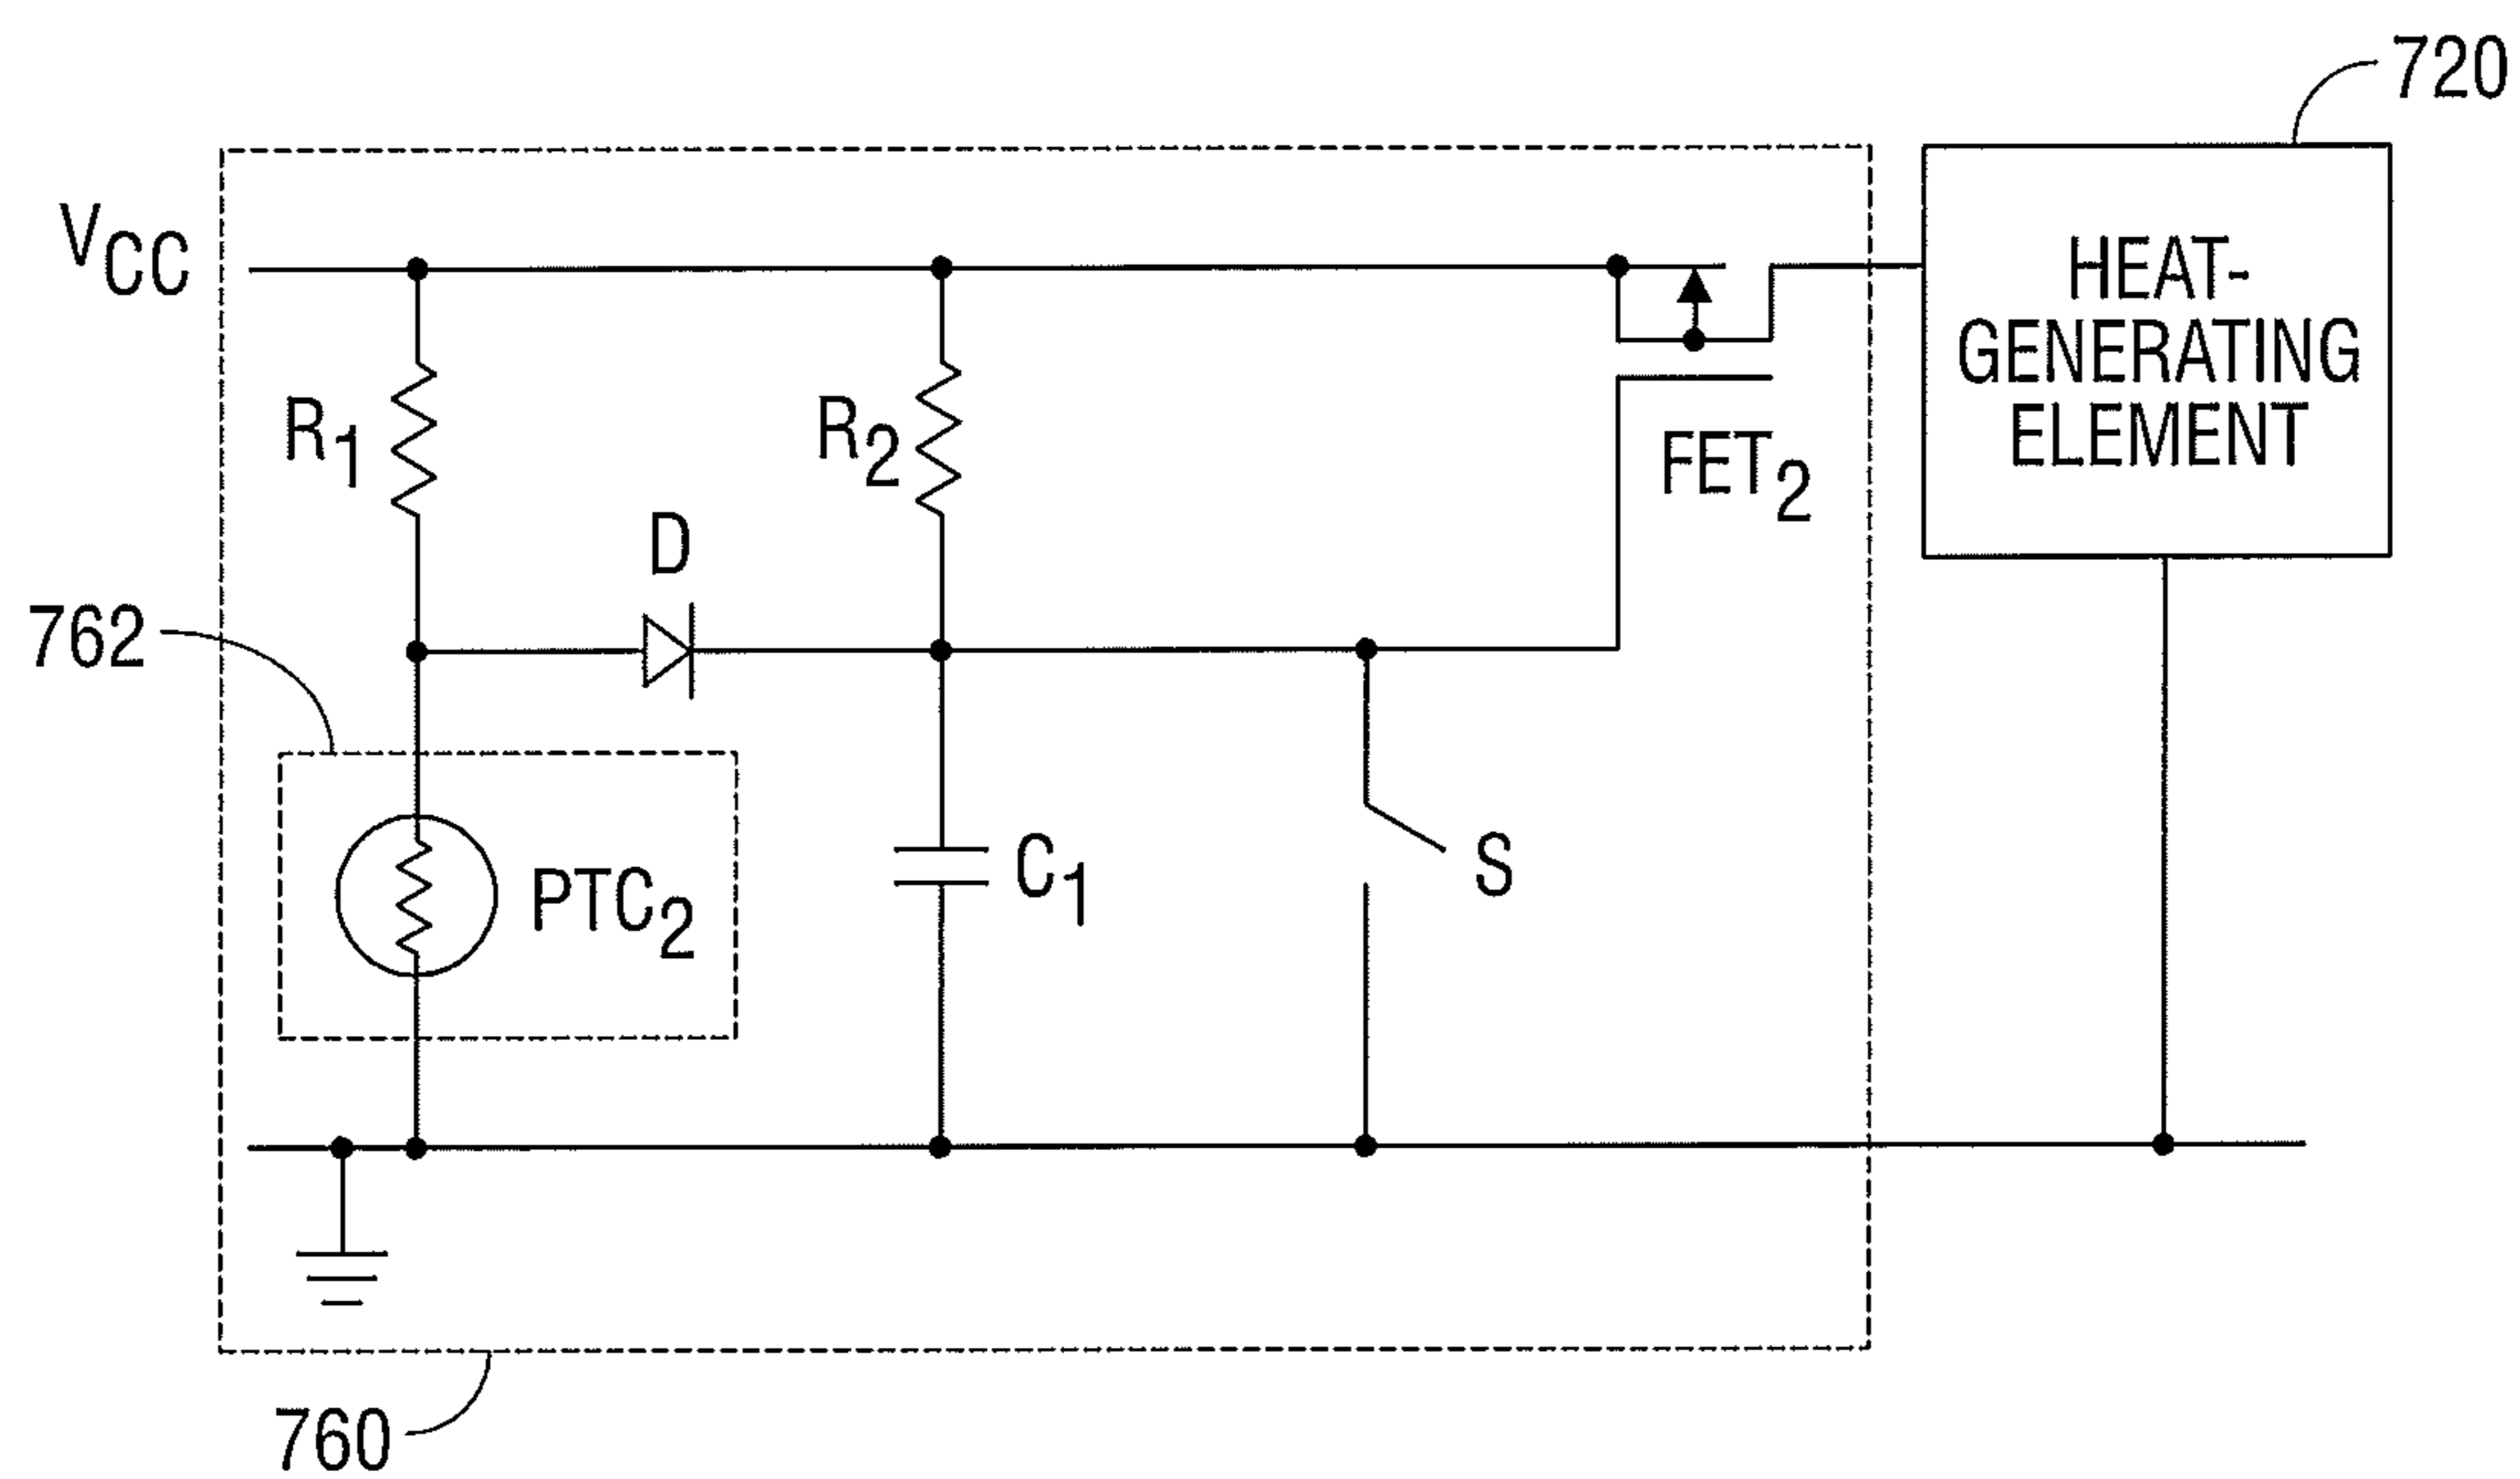 720
VCC
HEAT-
GENERATING
ELEMENT
R1
R2
FET2
D
762
PTC2
C1
S
760